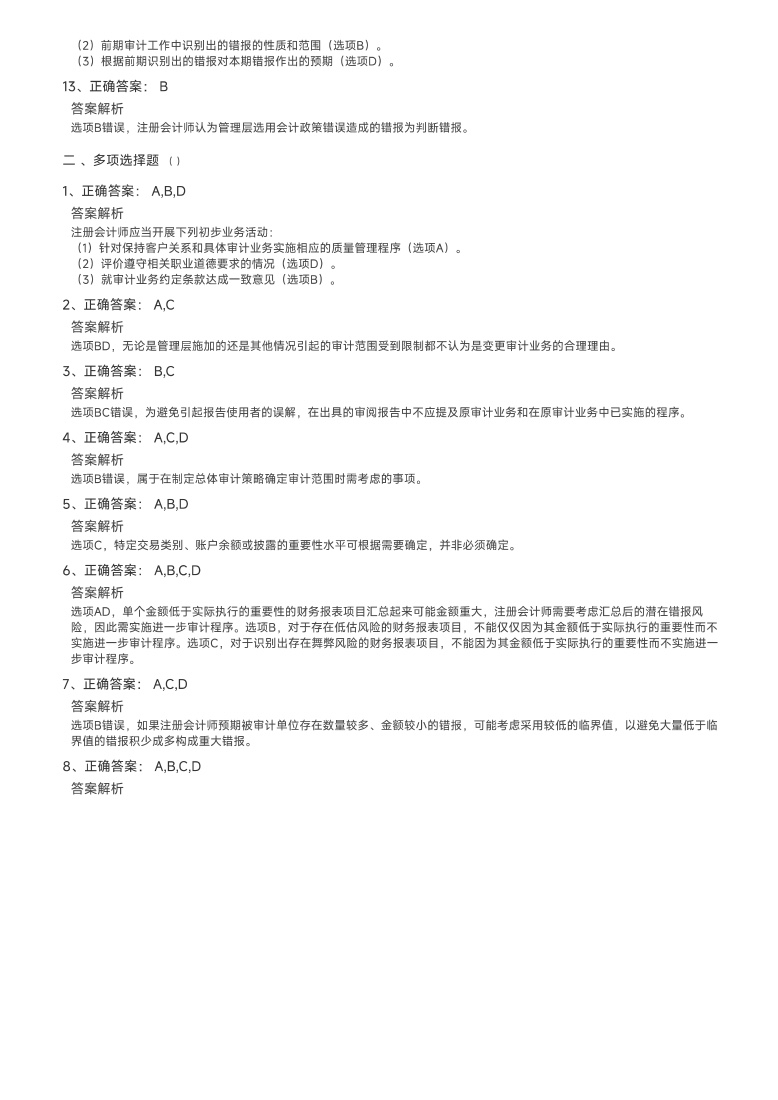 （2）前期审计工作中识别出的错报的性质和范围（选项B）。
（3）根据前期识别出的错报对本期错报作出的预期（选项D）。
13、正确答案： B
答案解析
选项B错误，注册会计师认为管理层选用会计政策错误造成的错报为判断错报。
二 、多项选择题 （ ）
1、正确答案： A,B,D
答案解析
注册会计师应当开展下列初步业务活动：
（1）针对保持客户关系和具体审计业务实施相应的质量管理程序（选项A）。
（2）评价遵守相关职业道德要求的情况（选项D）。
（3）就审计业务约定条款达成一致意见（选项B）。
2、正确答案： A,C
答案解析
选项BD，无论是管理层施加的还是其他情况引起的审计范围受到限制都不认为是变更审计业务的合理理由。
3、正确答案： B,C
答案解析
选项BC错误，为避免引起报告使用者的误解，在出具的审阅报告中不应提及原审计业务和在原审计业务中已实施的程序。
4、正确答案： A,C,D
答案解析
选项B错误，属于在制定总体审计策略确定审计范围时需考虑的事项。
5、正确答案： A,B,D
答案解析
选项C，特定交易类别、账户余额或披露的重要性水平可根据需要确定，并非必须确定。
6、正确答案： A,B,C,D
答案解析
选项AD，单个金额低于实际执行的重要性的财务报表项目汇总起来可能金额重大，注册会计师需要考虑汇总后的潜在错报风
险，因此需实施进一步审计程序。选项B，对于存在低估风险的财务报表项目，不能仅仅因为其金额低于实际执行的重要性而不
实施进一步审计程序。选项C，对于识别出存在舞弊风险的财务报表项目，不能因为其金额低于实际执行的重要性而不实施进一
步审计程序。
7、正确答案： A,C,D
答案解析
选项B错误，如果注册会计师预期被审计单位存在数量较多、金额较小的错报，可能考虑采用较低的临界值，以避免大量低于临
界值的错报积少成多构成重大错报。
8、正确答案： A,B,C,D
答案解析